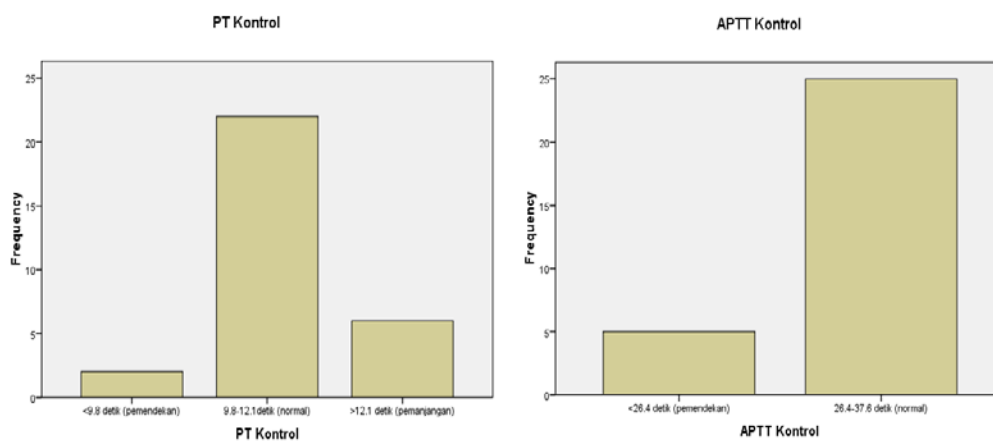 PT Kontrol
25
20
15
10
5
0
Frequency
<9.8 detik (pemendekan)
9.8-12.1detik (normal)
>12.1 detik (pemanjangan)
PT Kontrol
APTT Kontrol
25
20
15
10
5
0
Frequency
<26.4 detik (pemendekan)
26.4-37.6 detik (normal)
APTT Kontrol